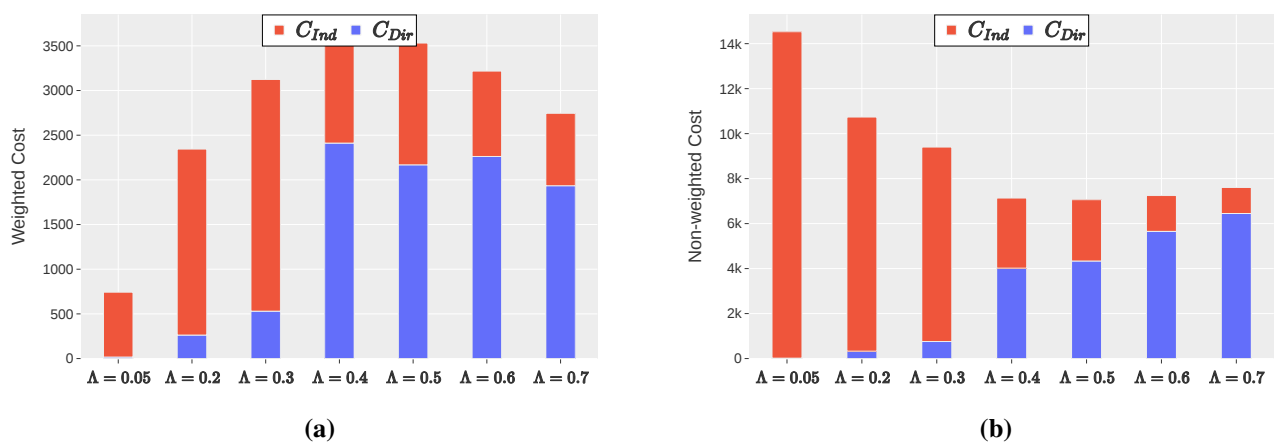 C_Ind C_Dir
Weighted Cost
3500
3000
2500
2000
1500
1000
500
0
Λ = 0.05 Λ = 0.2 Λ = 0.3 Λ = 0.4 Λ = 0.5 Λ = 0.6 Λ = 0.7
(a)
C_Ind C_Dir
Non-weighted Cost
14k
12k
10k
8k
6k
4k
2k
0
Λ = 0.05 Λ = 0.2 Λ = 0.3 Λ = 0.4 Λ = 0.5 Λ = 0.6 Λ = 0.7
(b)